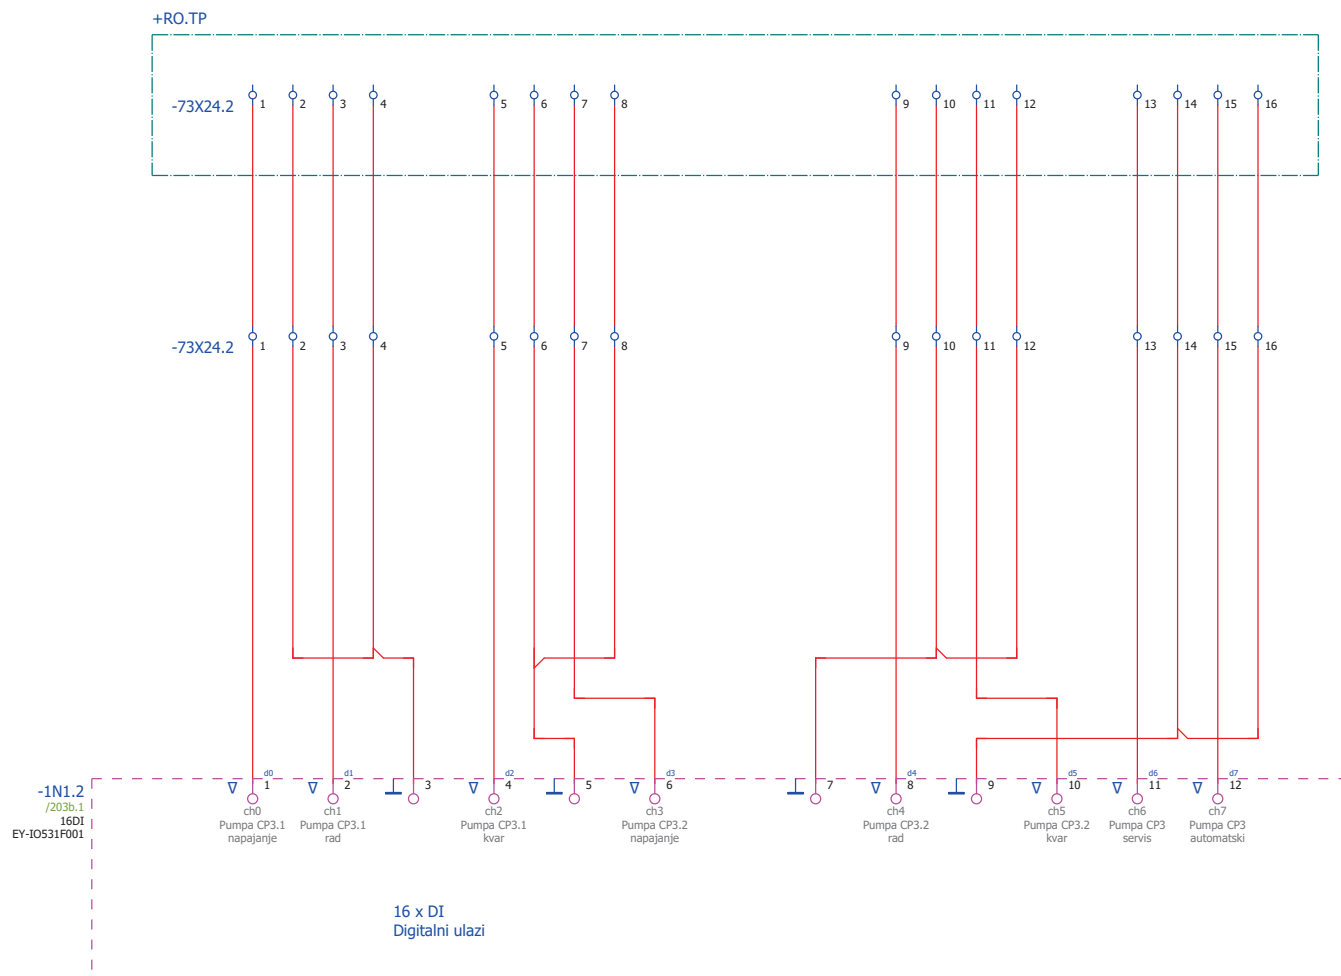 +RO.TP
-73X24.2
1 2 3 4 5 6 7 8 9 10 11 12 13 14 15 16
-73X24.2
1 2 3 4 5 6 7 8 9 10 11 12 13 14 15 16
d0 d1 d2 d3 d4 d5 d6 d7
1 2 3 4 5 6 7 8 9 10 11 12
-1N1.2
/203b.1
16DI
EY-IO531F001
ch0
Pumpa CP3.1
napajanje
ch1
Pumpa CP3.1
rad
ch2
Pumpa CP3.1
kvar
ch3
Pumpa CP3.2
napajanje
ch4
Pumpa CP3.2
rad
ch5
Pumpa CP3.2
kvar
ch6
Pumpa CP3
servis
ch7
Pumpa CP3
automatski
16 x DI
Digitalni ulazi